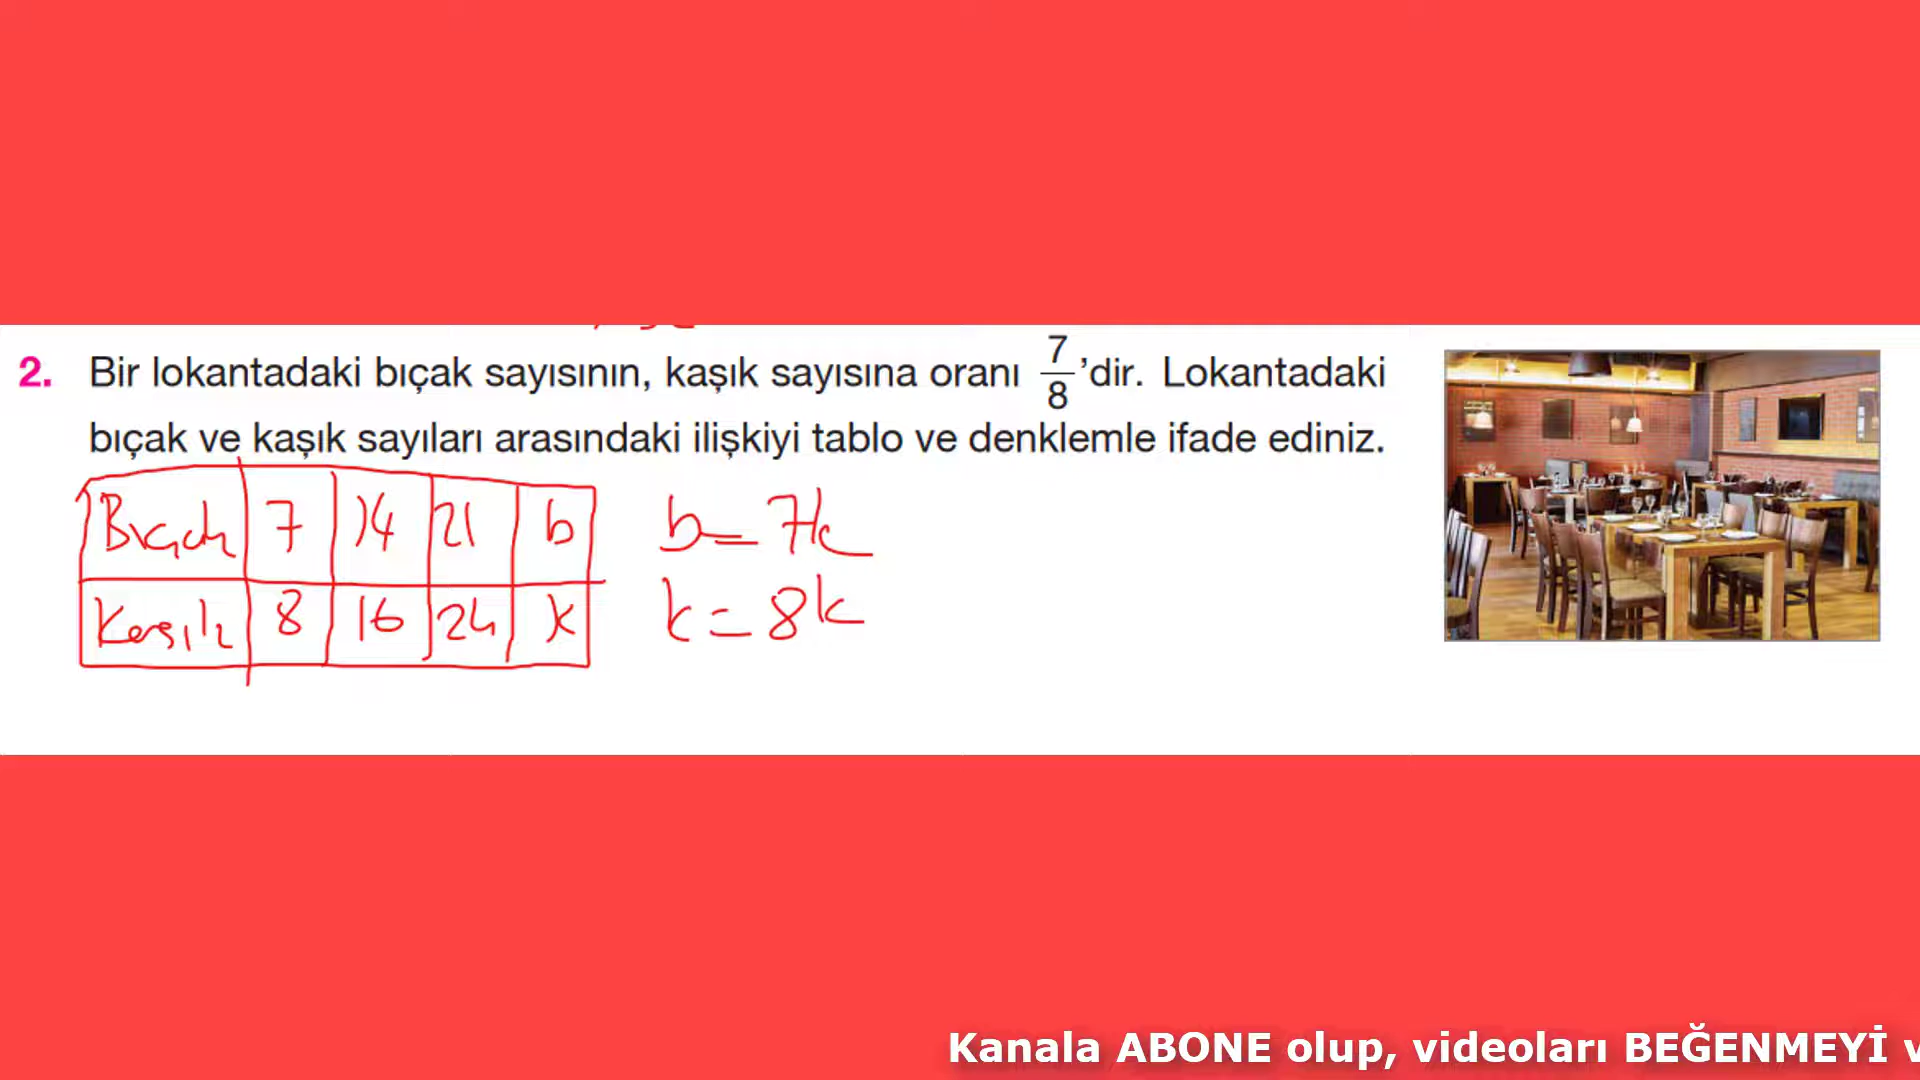 2. Bir lokantadaki bıçak sayısının, kaşık sayısına oranı 7/8 'dir. Lokantadaki
bıçak ve kaşık sayıları arasındaki ilişkiyi tablo ve denklemle ifade ediniz.
Bıçak 7 14 21 b
Kaşık 8 16 24 k
b = 7k
k = 8k
Kanala ABONE olup, videoları BEĞENMEYİ v